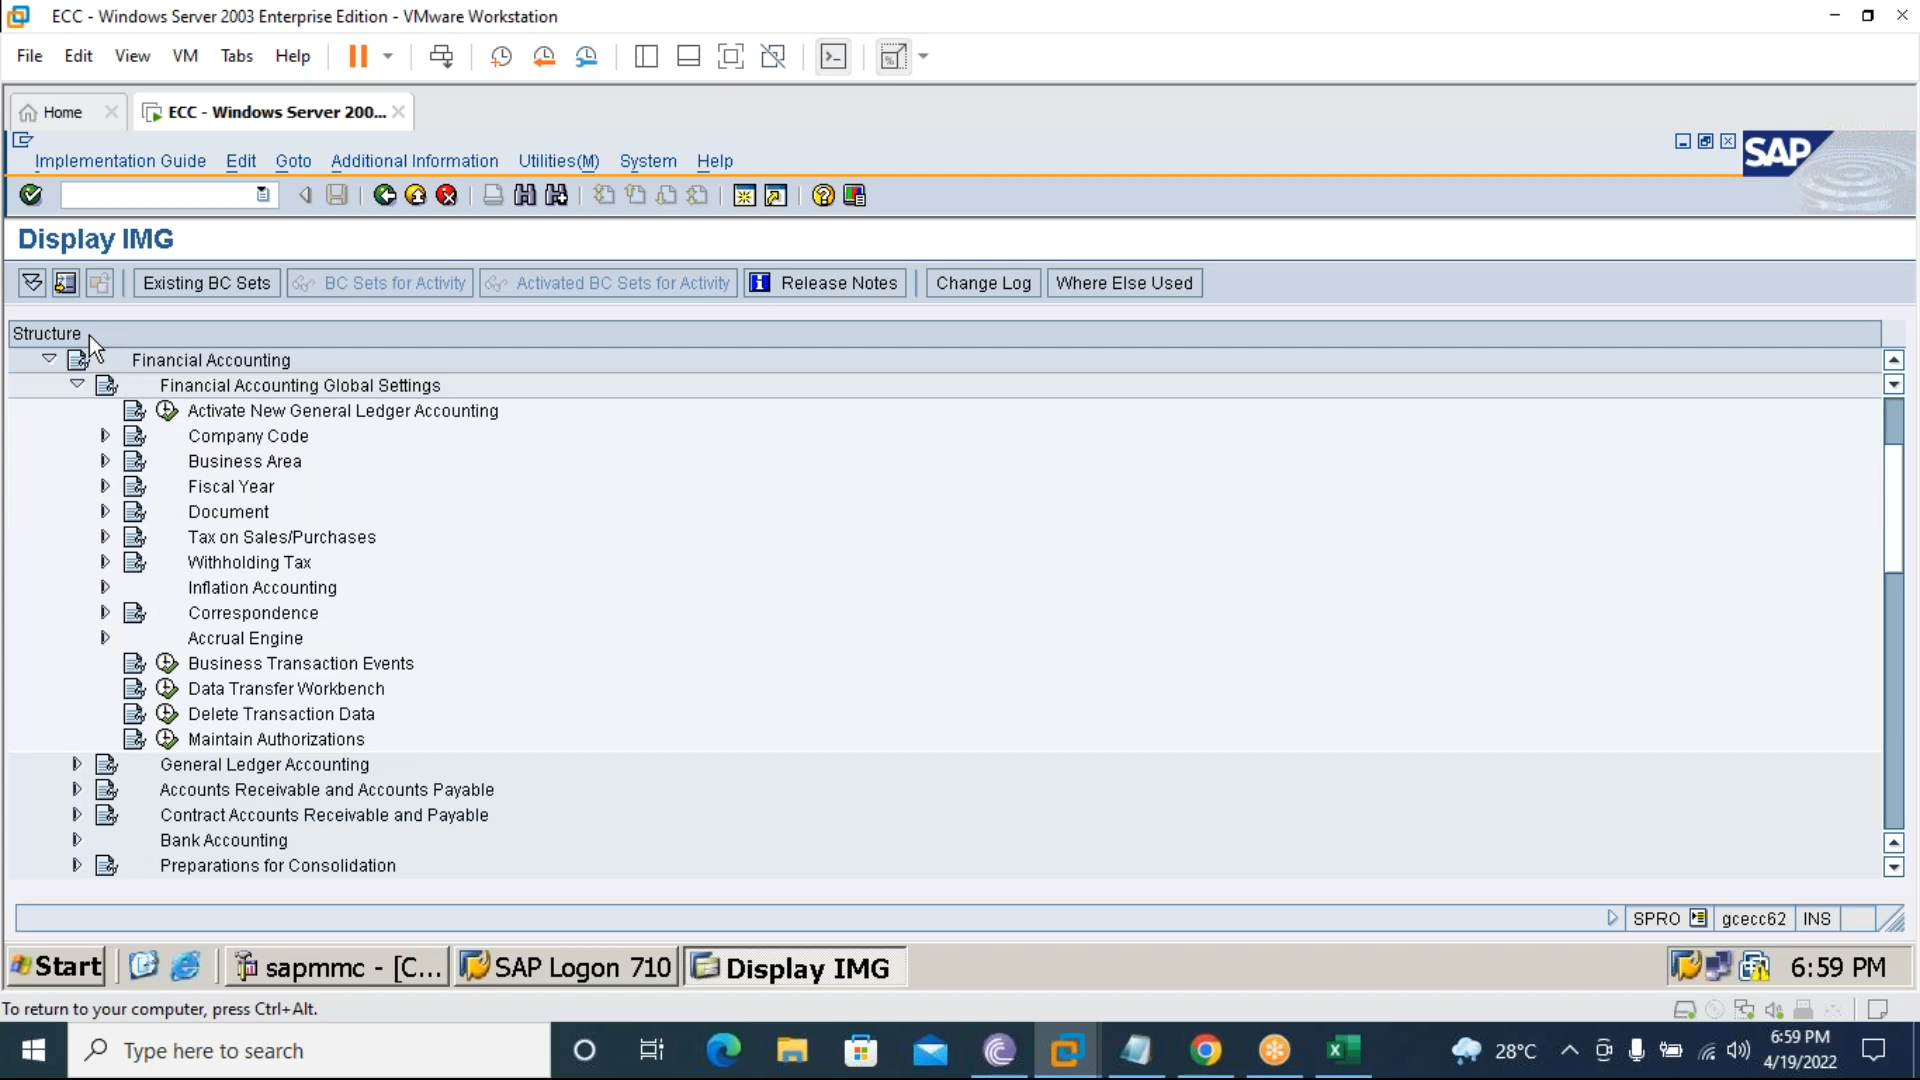 ECC - Windows Server 2003 Enterprise Edition - VMware Workstation
File Edit View VM Tabs Help
Home ECC - Windows Server 200...
Implementation Guide Edit Goto Additional Information Utilities(M) System Help
SAP
Display IMG
Existing BC Sets BC Sets for Activity Activated BC Sets for Activity Release Notes Change Log Where Else Used
Structure
Financial Accounting
Financial Accounting Global Settings
Activate New General Ledger Accounting
Company Code
Business Area
Fiscal Year
Document
Tax on Sales/Purchases
Withholding Tax
Inflation Accounting
Correspondence
Accrual Engine
Business Transaction Events
Data Transfer Workbench
Delete Transaction Data
Maintain Authorizations
General Ledger Accounting
Accounts Receivable and Accounts Payable
Contract Accounts Receivable and Payable
Bank Accounting
Preparations for Consolidation
SPRO gcecc62 INS
Start sapmmc - [C... SAP Logon 710 Display IMG 6:59 PM
To return to your computer, press Ctrl+Alt.
Type here to search 28°C 6:59 PM
4/19/2022